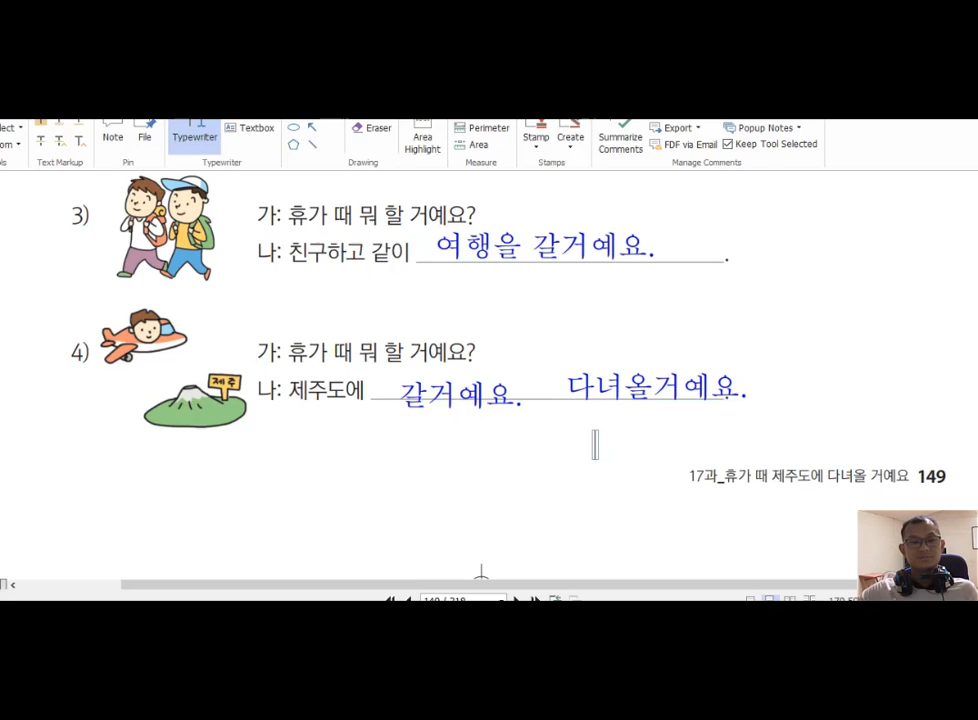 Note
File
Typewriter
Textbox
Eraser
Area Highlight
Perimeter
Area
Stamp
Create
Summarize Comments
Export
FDF via Email
Popup Notes
Keep Tool Selected
Text Markup
Pin
Typewriter
Drawing
Measure
Stamps
Manage Comments
3)
가: 휴가 때 뭐 할 거예요?
나: 친구하고 같이 여행을 갈거예요. .
4)
제주
가: 휴가 때 뭐 할 거예요?
나: 제주도에 갈거예요. 다녀올거예요.
17과_휴가 때 제주도에 다녀올 거예요 149